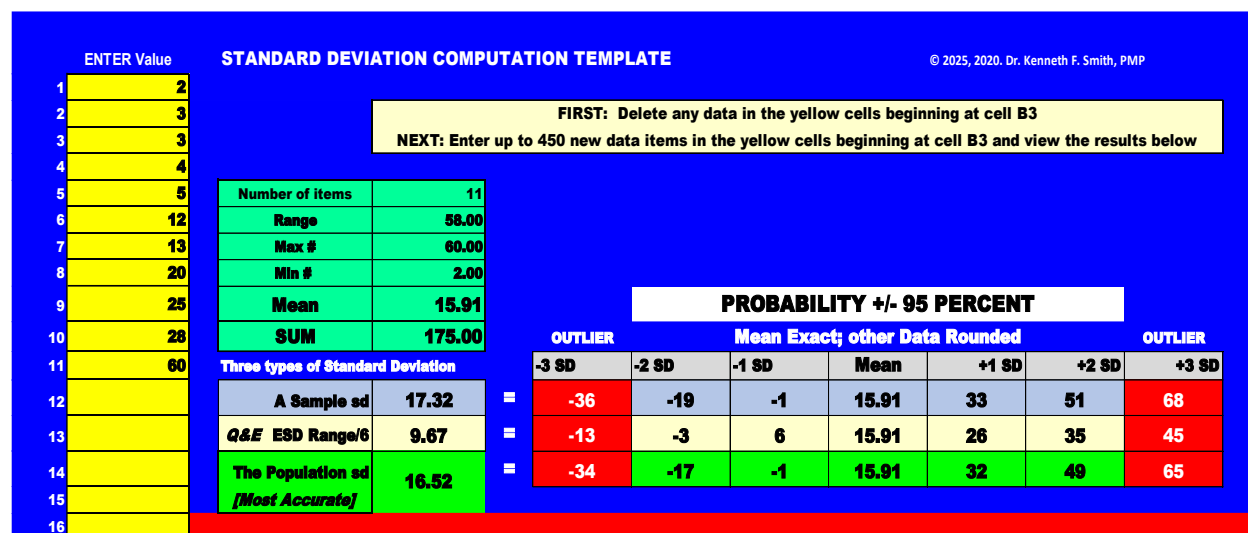 ENTER Value STANDARD DEVIATION COMPUTATION TEMPLATE © 2025, 2020. Dr. Kenneth F. Smith, PMP
1 2
2 3 FIRST: Delete any data in the yellow cells beginning at cell B3
3 3 NEXT: Enter up to 450 new data items in the yellow cells beginning at cell B3 and view the results below
4 4
5 5 Number of items 11
6 12 Range 58.00
7 13 Max # 60.00
8 20 Min # 2.00
9 25 Mean 15.91 PROBABILITY +/- 95 PERCENT
10 28 SUM 175.00 OUTLIER Mean Exact; other Data Rounded OUTLIER
11 60 Three types of Standard Deviation -3 SD -2 SD -1 SD Mean +1 SD +2 SD +3 SD
12 A Sample sd 17.32 = -36 -19 -1 15.91 33 51 68
13 Q&E ESD Range/6 9.67 = -13 -3 6 15.91 26 35 45
14 The Population sd 16.52 = -34 -17 -1 15.91 32 49 65
15 [Most Accurate]
16